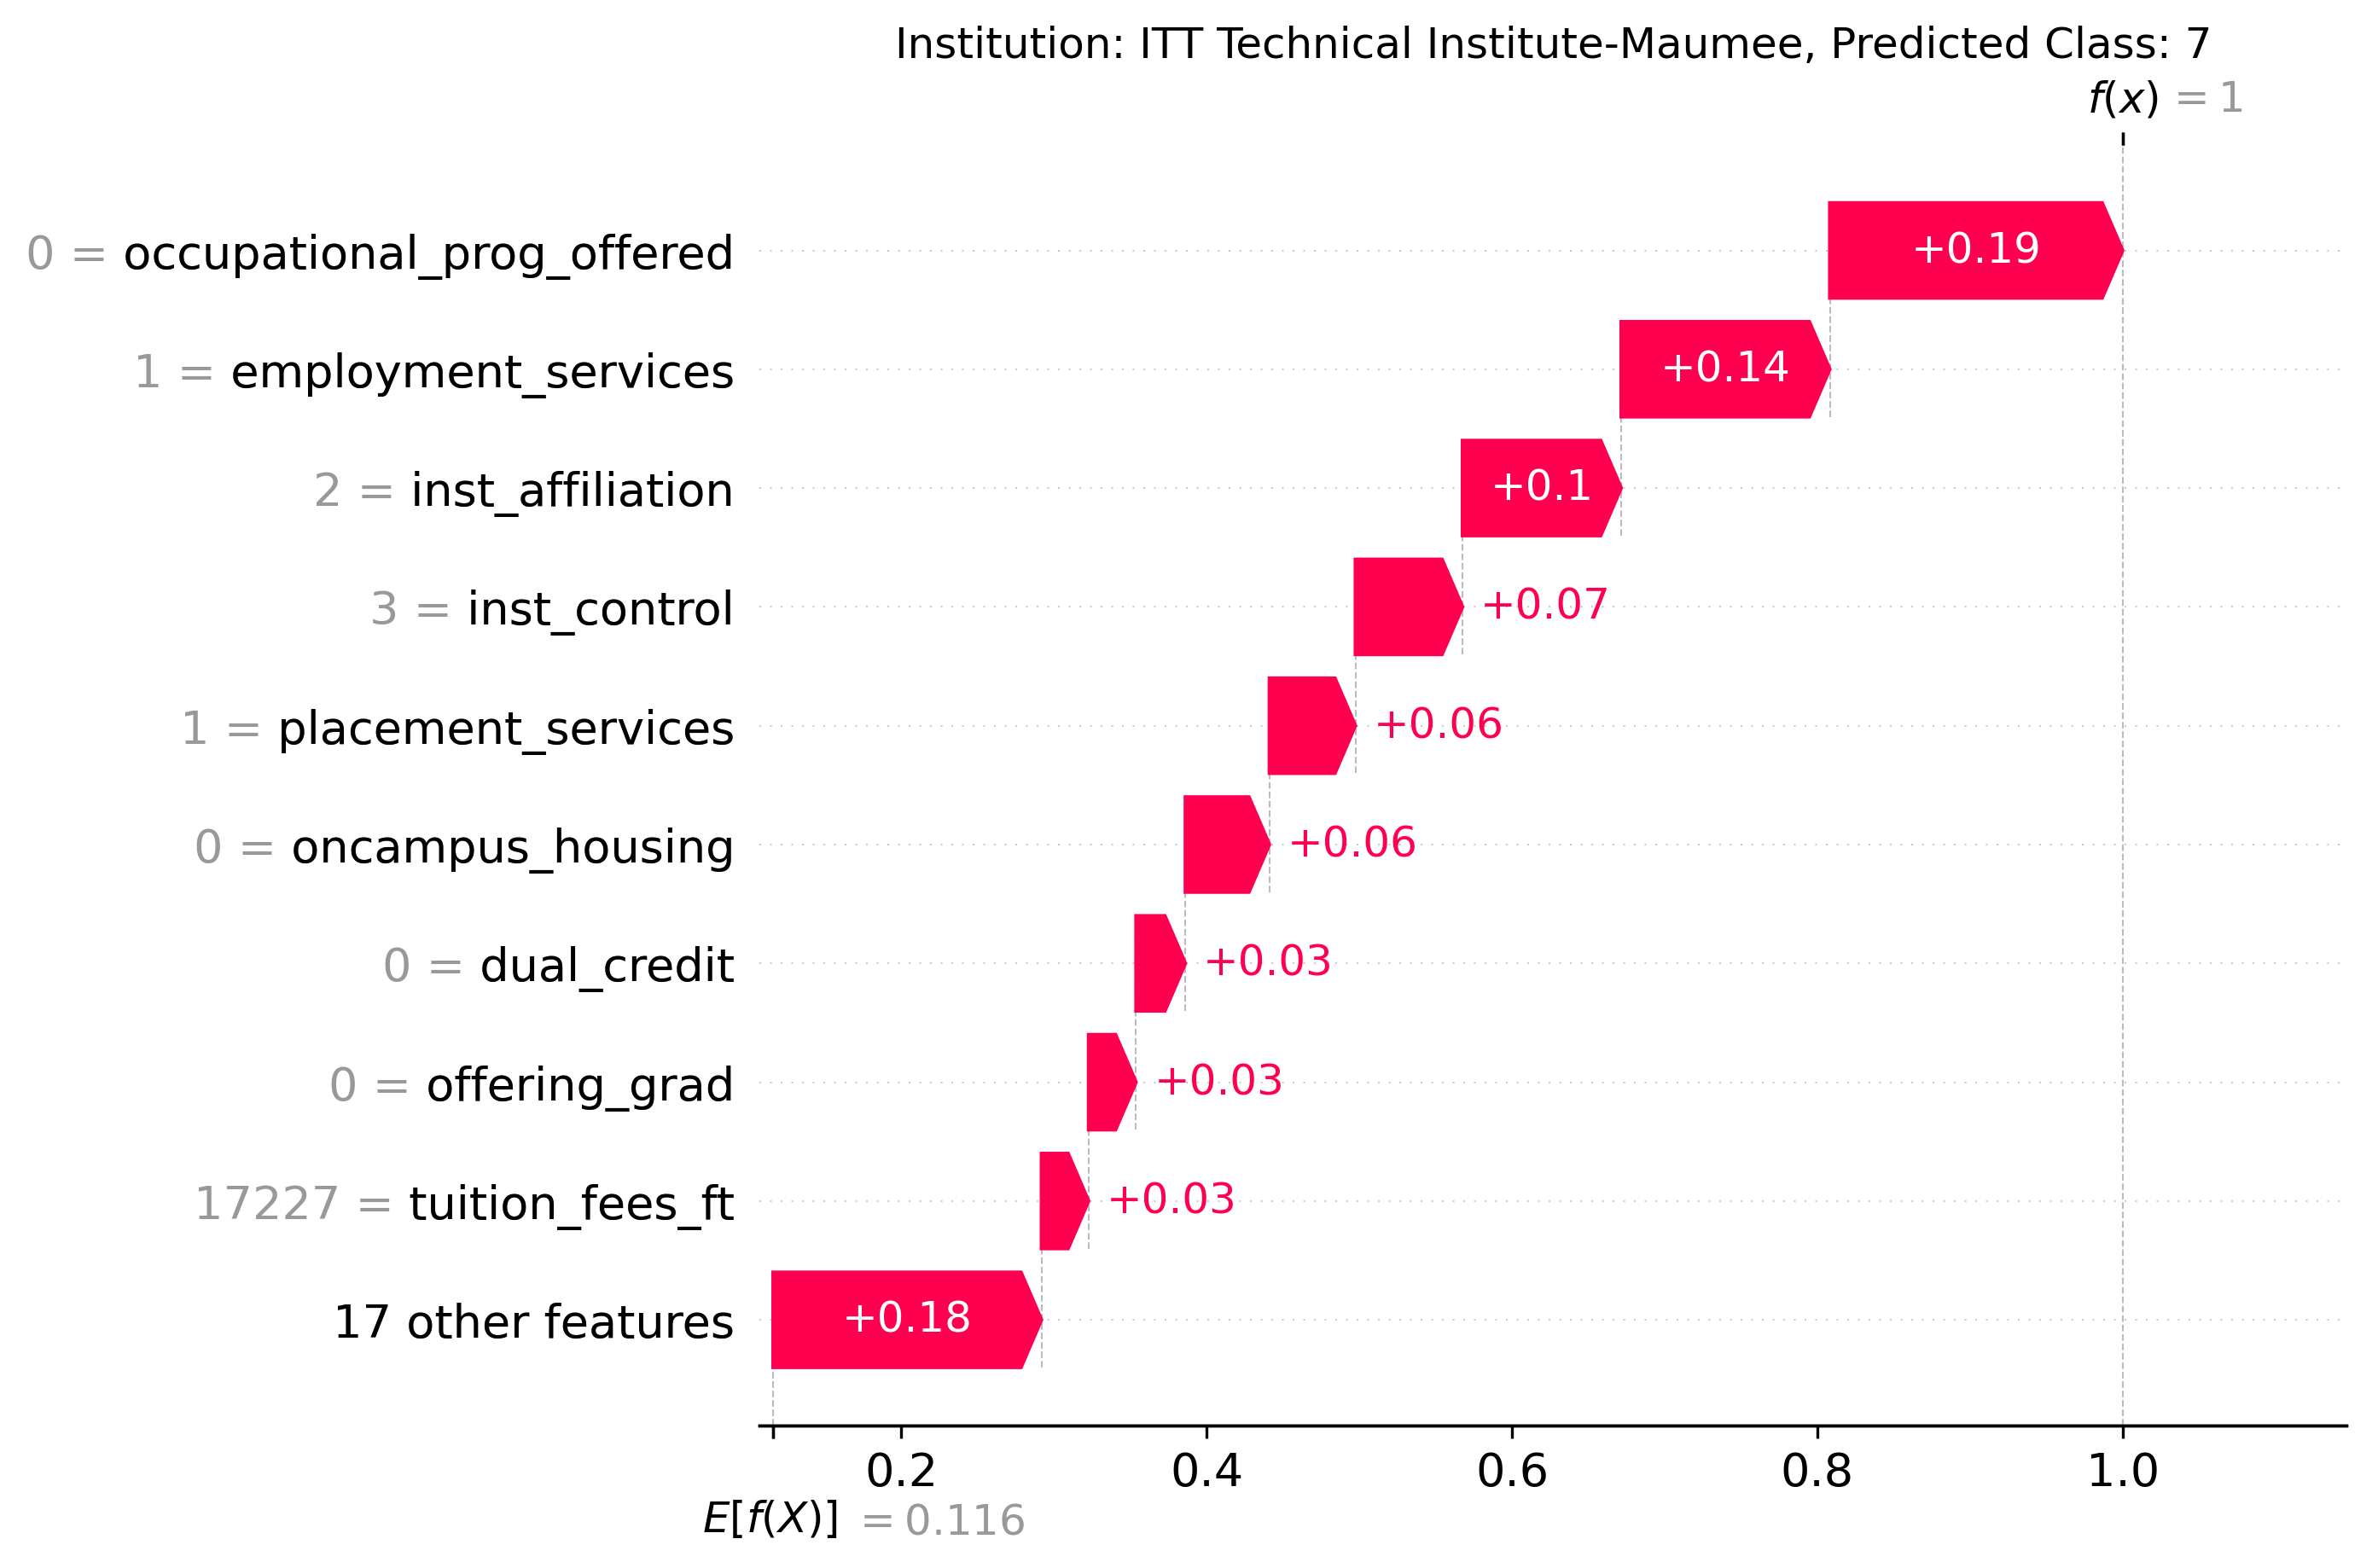 Institution: ITT Technical Institute-Maumee, Predicted Class: 7
f(x) = 1
0 = occupational_prog_offered +0.19
1 = employment_services +0.14
2 = inst_affiliation +0.1
3 = inst_control +0.07
1 = placement_services +0.06
0 = oncampus_housing +0.06
0 = dual_credit +0.03
0 = offering_grad +0.03
17227 = tuition_fees_ft +0.03
17 other features +0.18
0.2 0.4 0.6 0.8 1.0
E[f(X)] = 0.116